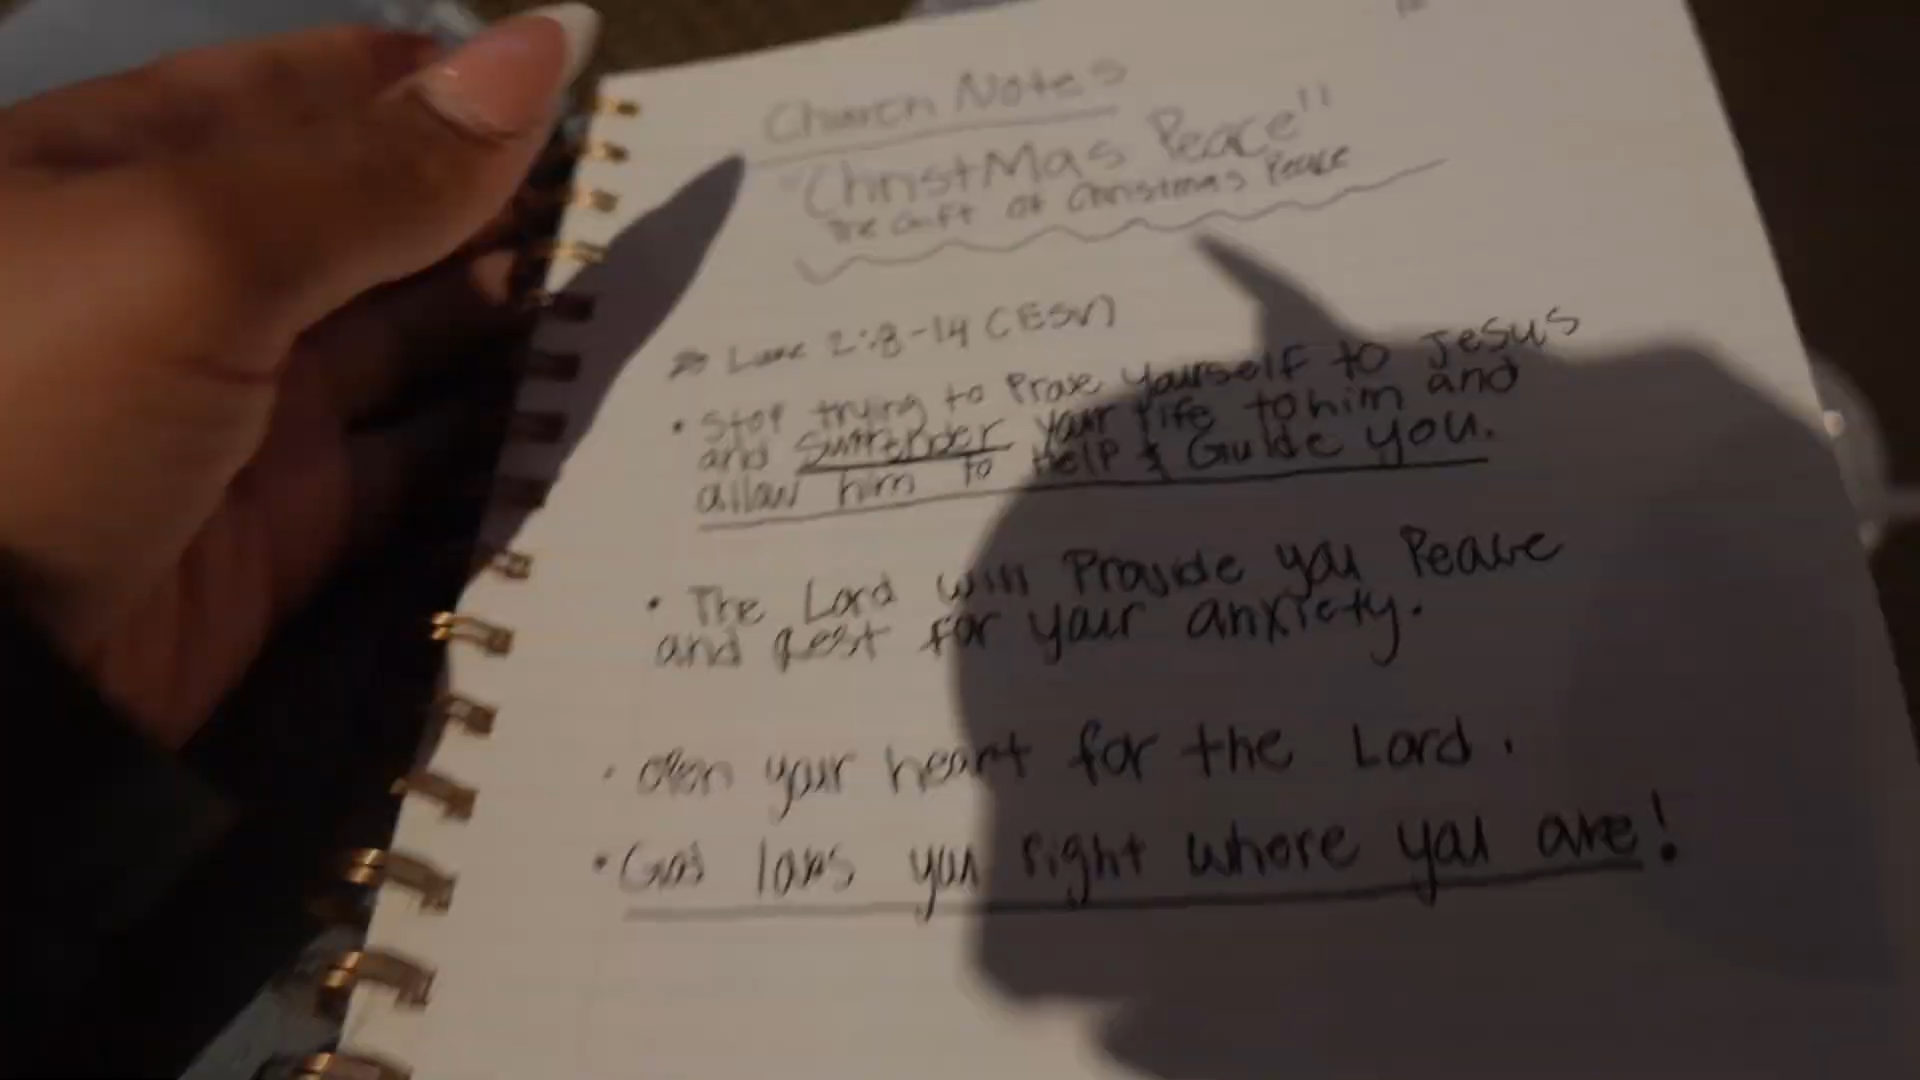 Church Notes
"ChristMas Peace"
The Gift of Christmas Peace
Luke 2:8-14 (ESV)
• Stop trying to Prove yourself to Jesus
and Surrender your life to him and
allow him to Help & Guide you.
• The Lord will Provide you Peace
and Rest for your anxiety.
• Open your heart for the Lord.
• God loves you right where you are!